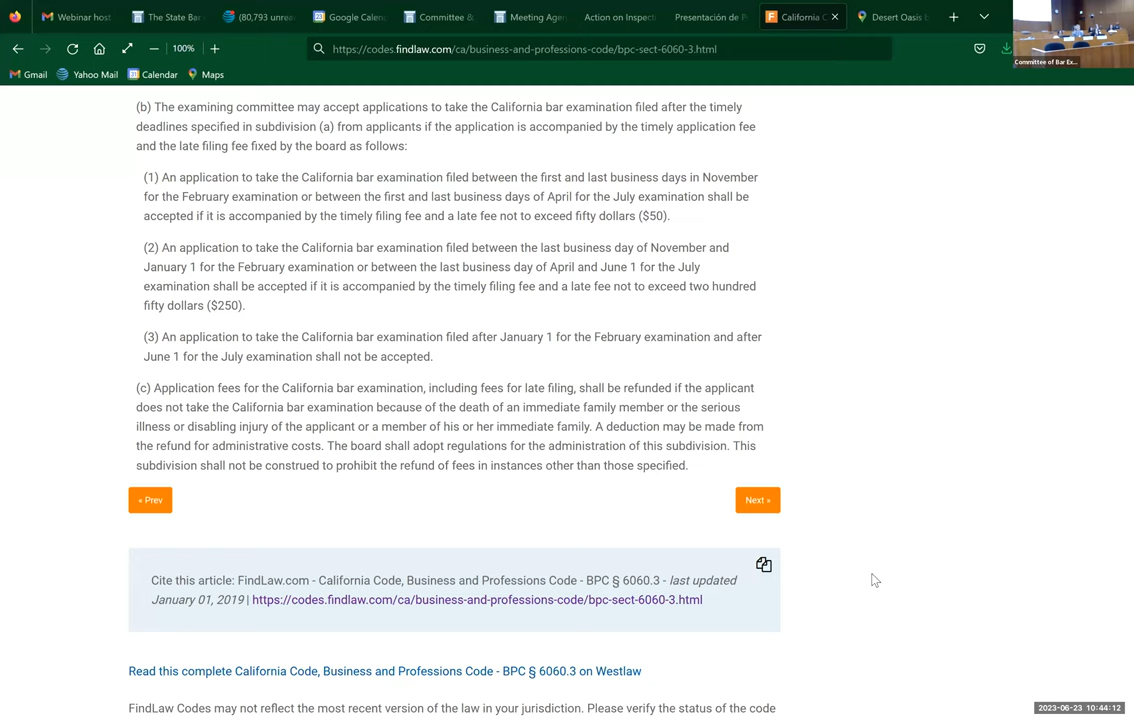 Webinar host
The State Bar
(80,793 unrea
Google Calen
Committee &
Meeting Agen
Action on Inspecti
Presentación de P
California C
Desert Oasis b
100%
https://codes.findlaw.com/ca/business-and-professions-code/bpc-sect-6060-3.html
Committee of Bar Ex...
Gmail Yahoo Mail Calendar Maps
(b) The examining committee may accept applications to take the California bar examination filed after the timely
deadlines specified in subdivision (a) from applicants if the application is accompanied by the timely application fee
and the late filing fee fixed by the board as follows:
(1) An application to take the California bar examination filed between the first and last business days in November
for the February examination or between the first and last business days of April for the July examination shall be
accepted if it is accompanied by the timely filing fee and a late fee not to exceed fifty dollars ($50).
(2) An application to take the California bar examination filed between the last business day of November and
January 1 for the February examination or between the last business day of April and June 1 for the July
examination shall be accepted if it is accompanied by the timely filing fee and a late fee not to exceed two hundred
fifty dollars ($250).
(3) An application to take the California bar examination filed after January 1 for the February examination and after
June 1 for the July examination shall not be accepted.
(c) Application fees for the California bar examination, including fees for late filing, shall be refunded if the applicant
does not take the California bar examination because of the death of an immediate family member or the serious
illness or disabling injury of the applicant or a member of his or her immediate family. A deduction may be made from
the refund for administrative costs. The board shall adopt regulations for the administration of this subdivision. This
subdivision shall not be construed to prohibit the refund of fees in instances other than those specified.
« Prev
Next »
Cite this article: FindLaw.com - California Code, Business and Professions Code - BPC § 6060.3 - last updated
January 01, 2019 | https://codes.findlaw.com/ca/business-and-professions-code/bpc-sect-6060-3.html
Read this complete California Code, Business and Professions Code - BPC § 6060.3 on Westlaw
FindLaw Codes may not reflect the most recent version of the law in your jurisdiction. Please verify the status of the code
2023-06-23 10:44:12